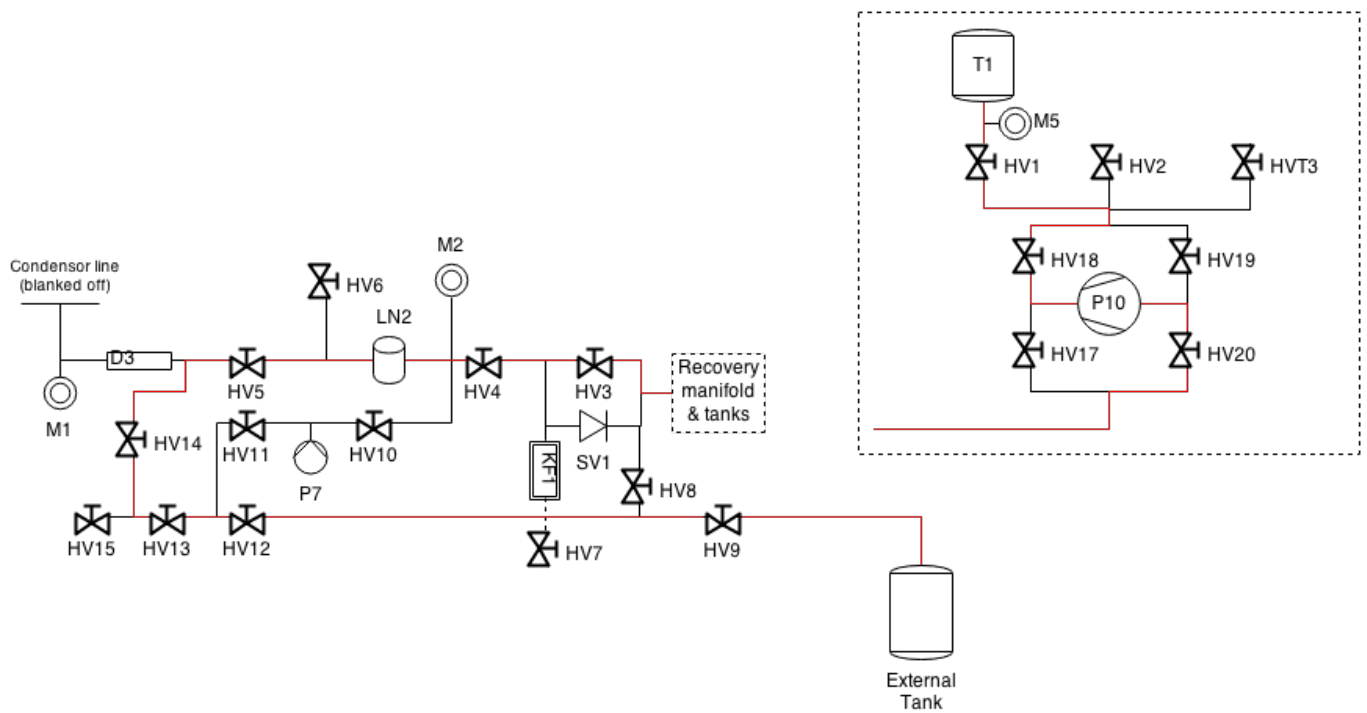 T1
M5
HV1
HV2
HVT3
M2
Condensor line
(blanked off)
HV6
HV18
HV19
P10
LN2
D3
HV5
HV4
HV3
HV17
HV20
Recovery
manifold
& tanks
M1
HV14
HV11
HV10
SV1
KF1
P7
HV8
HV15
HV13
HV12
HV7
HV9
External
Tank